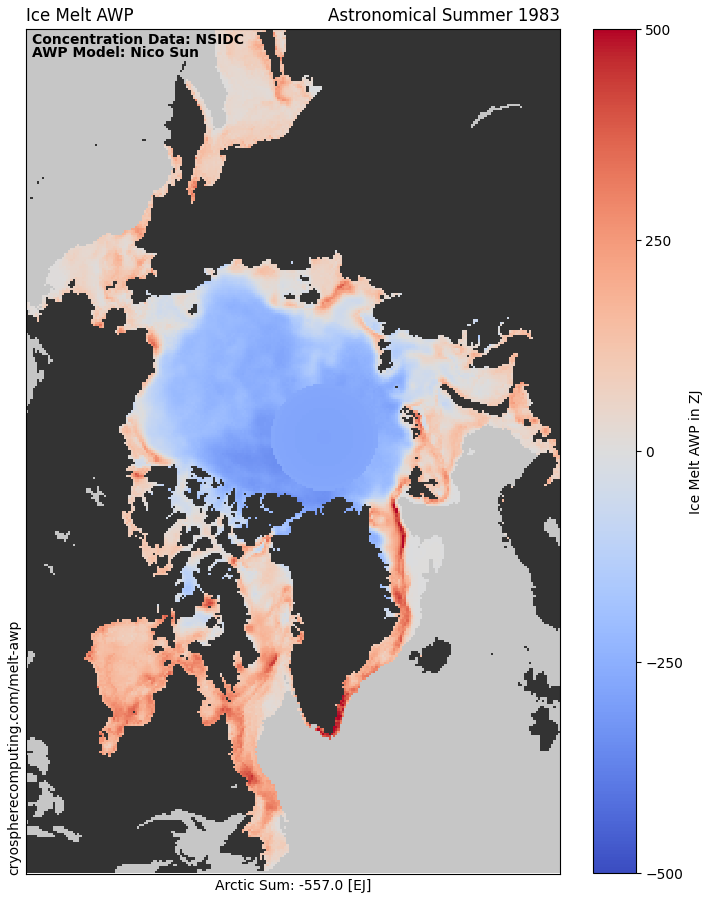 Ice Melt AWP
Astronomical Summer 1983
Concentration Data: NSIDC
AWP Model: Nico Sun
500
250
0
−250
−500
Ice Melt AWP in ZJ
cryospherecomputing.com/melt-awp
Arctic Sum: -557.0 [EJ]